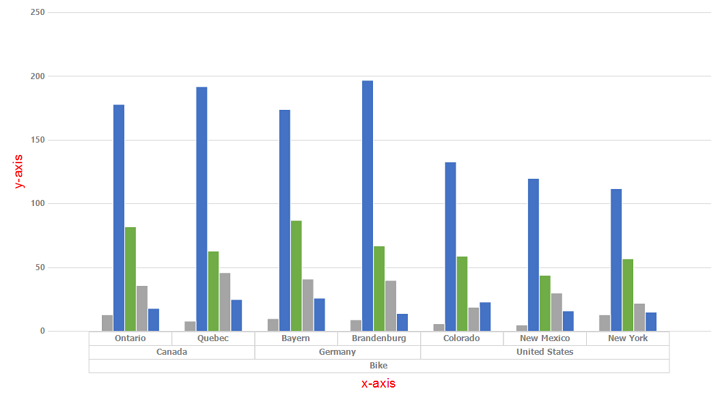 250
200
150
100
50
0
y-axis
Ontario Quebec Bayern Brandenburg Colorado New Mexico New York
Canada Germany United States
Bike
x-axis